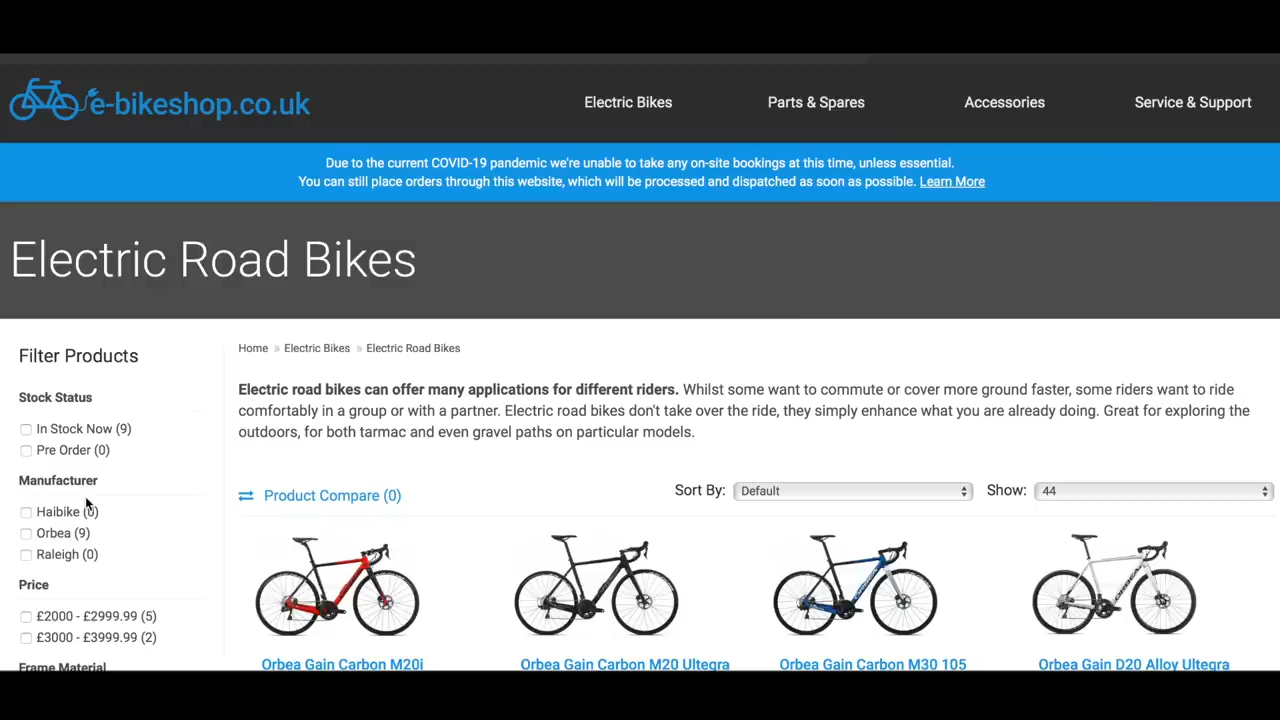 e-bikeshop.co.uk
Electric Bikes
Parts & Spares
Accessories
Service & Support
Due to the current COVID-19 pandemic we're unable to take any on-site bookings at this time, unless essential.
You can still place orders through this website, which will be processed and dispatched as soon as possible. Learn More
Electric Road Bikes
Filter Products
Stock Status
In Stock Now (9)
Pre Order (0)
Manufacturer
Haibike (0)
Orbea (9)
Raleigh (0)
Price
£2000 - £2999.99 (5)
£3000 - £3999.99 (2)
Frame Material
Home » Electric Bikes » Electric Road Bikes
Electric road bikes can offer many applications for different riders. Whilst some want to commute or cover more ground faster, some riders want to ride
comfortably in a group or with a partner. Electric road bikes don't take over the ride, they simply enhance what you are already doing. Great for exploring the
outdoors, for both tarmac and even gravel paths on particular models.
Product Compare (0)
Sort By: Default
Show: 44
Orbea Gain Carbon M20i
Orbea Gain Carbon M20 Ultegra
Orbea Gain Carbon M30 105
Orbea Gain D20 Alloy Ultegra